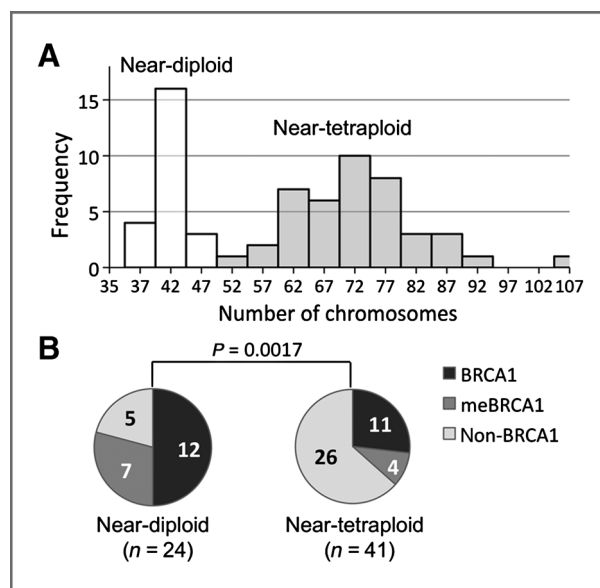 A
Near-diploid
Near-tetraploid
Frequency
15
10
5
0
35 37 42 47 52 57 62 67 72 77 82 87 92 97 102 107
Number of chromosomes
B
P = 0.0017
BRCA1
meBRCA1
Non-BRCA1
5
12
7
11
4
26
Near-diploid
(n = 24)
Near-tetraploid
(n = 41)